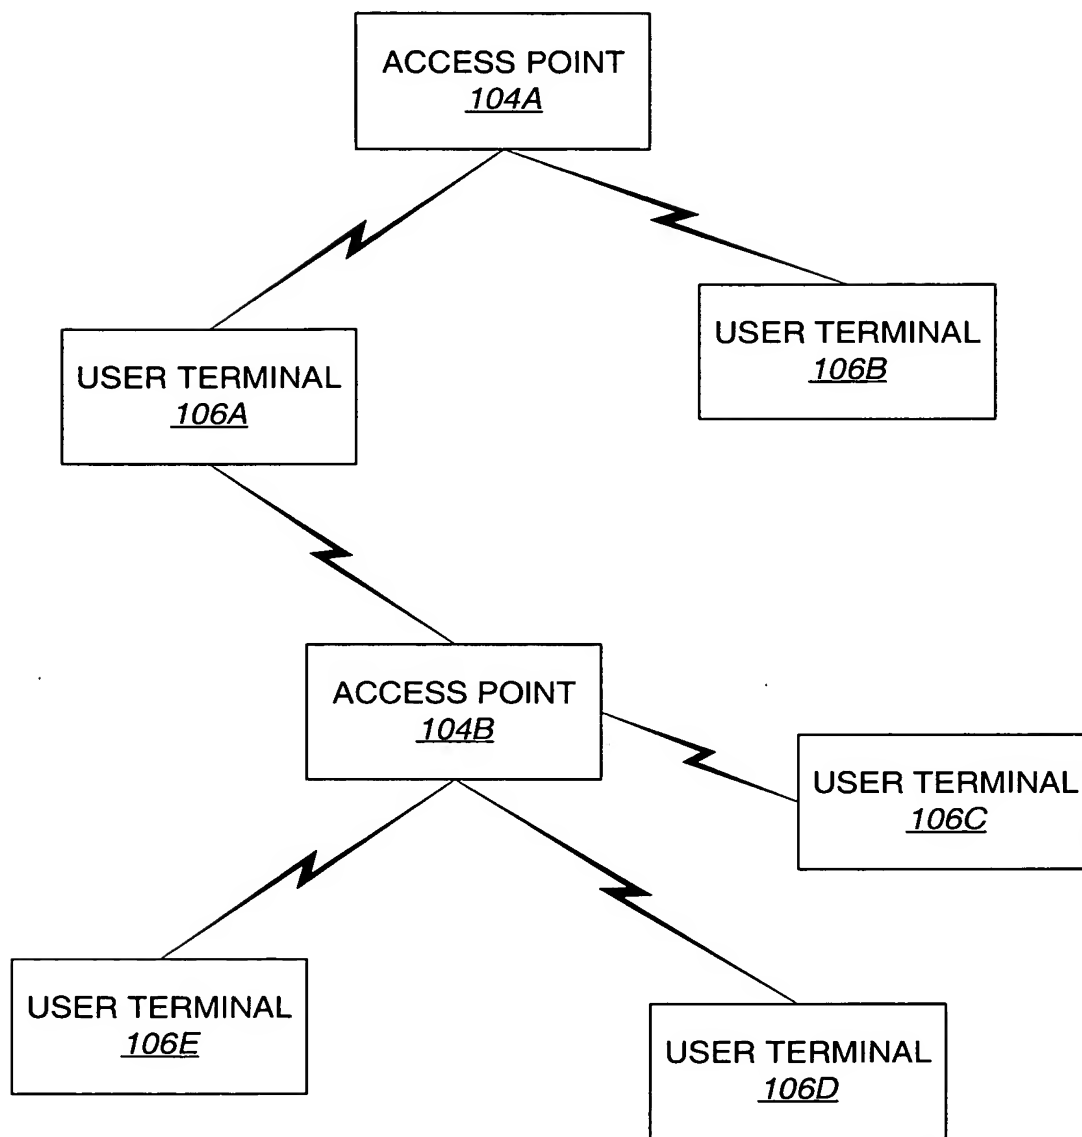 ACCESS POINT
104A
USER TERMINAL
106B
USER TERMINAL
106A
ACCESS POINT
104B
USER TERMINAL
106C
USER TERMINAL
106E
USER TERMINAL
106D